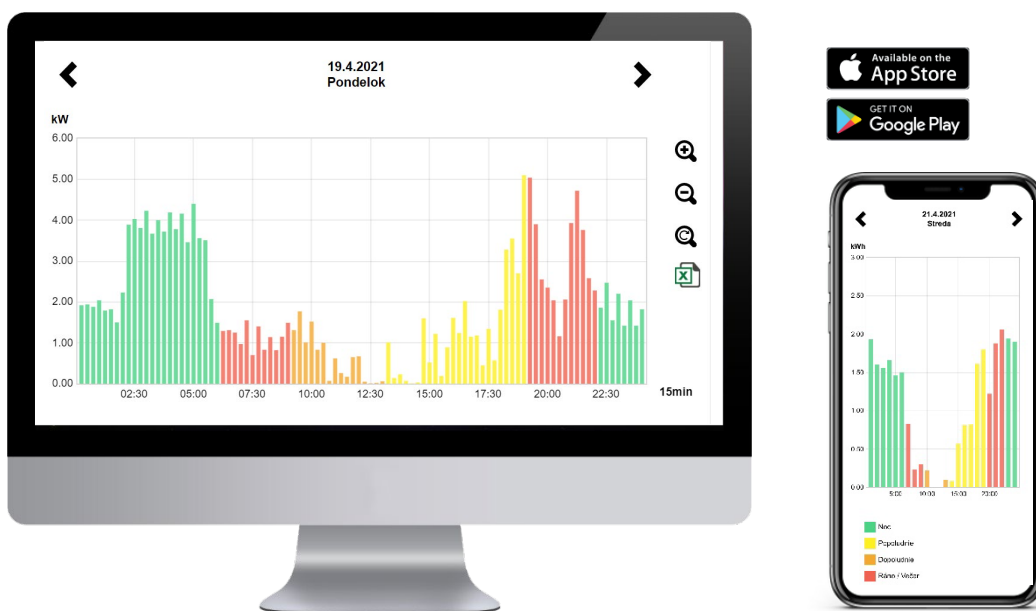 19.4.2021
Pondelok
kW
6.00
5.00
4.00
3.00
2.00
1.00
0.00
02:30 05:00 07:30 10:00 12:30 15:00 17:30 20:00 22:30
15min
Available on the
App Store
GET IT ON
Google Play
21.4.2021
Streda
kWh
3.00
2.50
2.00
1.50
1.00
0.50
0.00
5:00 10:00 15:00 20:00
Noc
Popoludnie
Dopoludnie
Ráno / Večer